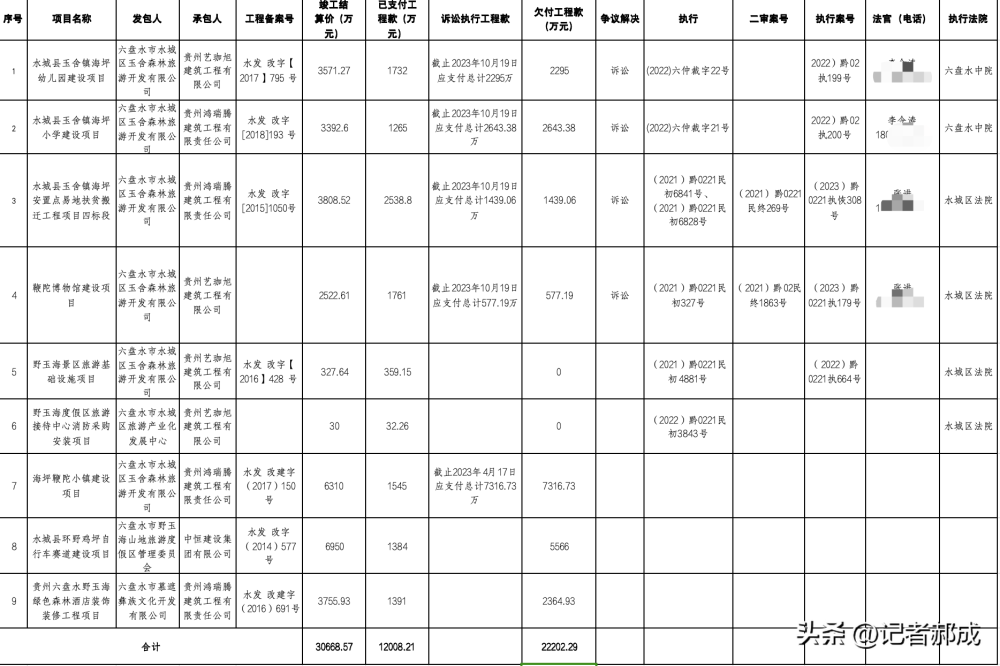 序号 项目名称 发包人 承包人 工程备案号 竣工结算价（万元） 已支付工程款（万元） 诉讼执行工程款 欠付工程款（万元） 争议解决 执行 二审案号 执行案号 法官（电话） 执行法院
1 水城县玉舍镇海坪幼儿园建设项目 六盘水市水城区玉舍森林旅游开发有限公司 贵州艺咖旭建筑工程有限公司 水发 改字【2017】795 号 3571.27 1732 截止2023年10月19日应支付总计2295万 2295 诉讼 (2022)六仲裁字22号 2022）黔02执199号 六盘水中院
2 水城县玉舍镇海坪小学建设项目 六盘水市水城区玉舍森林旅游开发有限公司 贵州鸿瑞腾建筑工程有限责任公司 水发 改字[2018]193 号 3392.6 1265 截止2023年10月19日应支付总计2643.38万 2643.38 诉讼 (2022)六仲裁字21号 2022）黔02执200号 六盘水中院
3 水城县玉舍镇海坪安置点易地扶贫搬迁工程项目四标段 六盘水市水城区玉舍森林旅游开发有限公司 贵州鸿瑞腾建筑工程有限责任公司 水发 改字[2015]1050号 3808.52 2538.8 截止2023年10月19日应支付总计1439.06万 1439.06 诉讼 （2021）黔0221民初6841号、（2021）黔0221民初6828号 （2021）黔0221民终269号 （2023）黔0221执恢308号 水城区法院
4 鞭陀博物馆建设项目 六盘水市水城区玉舍森林旅游开发有限公司 贵州艺咖旭建筑工程有限公司 2522.61 1761 截止2023年10月19日应支付总计577.19万 577.19 诉讼 （2021）黔0221民初327号 （2021）黔02民终1863号 （2023）黔0221执179号 水城区法院
5 野玉海景区旅游基础设施项目 六盘水市水城区玉舍森林旅游开发有限公司 贵州艺咖旭建筑工程有限公司 水发 改字【2016】428 号 327.64 359.15 0 （2021）黔0221民初4881号 （2022）黔0221执664号 水城区法院
6 野玉海度假区旅游接待中心消防采购安装项目 六盘水市水城区旅游产业化发展中心 贵州艺咖旭建筑工程有限公司 30 32.26 0 （2022）黔0221民初3843号 水城区法院
7 海坪鞭陀小镇建设项目 六盘水市水城区玉舍森林旅游开发有限公司 贵州鸿瑞腾建筑工程有限责任公司 水发 改建字（2017）150号 6310 1545 截止2023年4月17日应支付总计7316.73万 7316.73
8 水城县环野鸡坪自行车赛道建设项目 六盘水市野玉海山地旅游度假区管理委员会 中恒建设集团有限公司 水发 改字（2014）577号 6950 1384 5566
9 贵州六盘水野玉海绿色森林酒店装饰装修工程项目 六盘水市慕遮彝族文化开发有限公司 贵州鸿瑞腾建筑工程有限责任公司 水发 改建字（2016）691号 3755.93 1391 2364.93
合计 30668.57 12008.21 22202.29
头条 @记者郝成